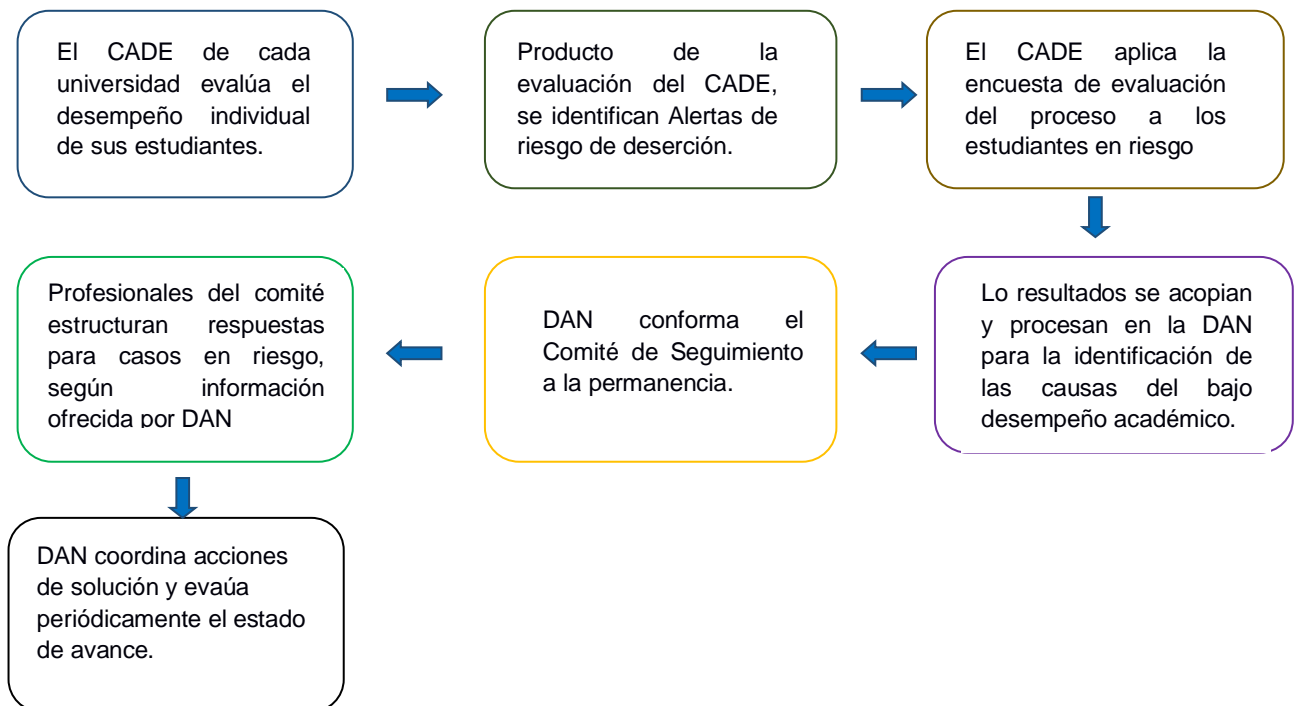 El CADE de cada
universidad evalúa el
desempeño individual
de sus estudiantes.
Producto de la
evaluación del CADE,
se identifican Alertas de
riesgo de deserción.
El CADE aplica la
encuesta de evaluación
del proceso a los
estudiantes en riesgo
Lo resultados se acopian
y procesan en la DAN
para la identificación de
las causas del bajo
desempeño académico.
DAN conforma el
Comité de Seguimiento
a la permanencia.
Profesionales del comité
estructuran respuestas
para casos en riesgo,
según información
ofrecida por DAN
DAN coordina acciones
de solución y evaúa
periódicamente el estado
de avance.